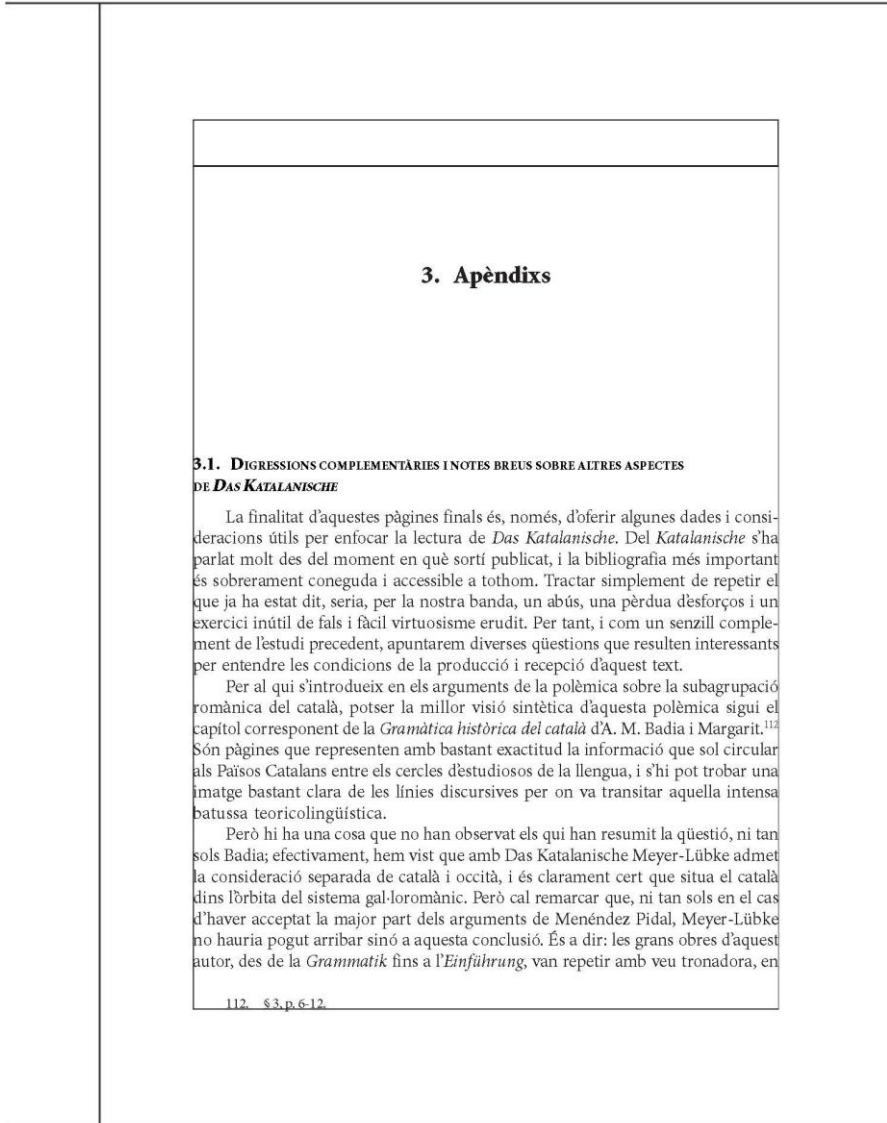 3. Apèndixs
3.1. Digressions complementàries i notes breus sobre altres aspectes
de Das Katalanische
La finalitat d'aquestes pàgines finals és, només, d'oferir algunes dades i consi-
deracions útils per enfocar la lectura de Das Katalanische. Del Katalanische s'ha
parlat molt des del moment en què sortí publicat, i la bibliografia més important
és sobrerament coneguda i accessible a tothom. Tractar simplement de repetir el
que ja ha estat dit, seria, per la nostra banda, un abús, una pèrdua d'esforços i un
exercici inútil de fals i fàcil virtuosisme erudit. Per tant, i com un senzill comple-
ment de l'estudi precedent, apuntarem diverses qüestions que resulten interessants
per entendre les condicions de la producció i recepció d'aquest text.
Per al qui s'introdueix en els arguments de la polèmica sobre la subagrupació
romànica del català, potser la millor visió sintètica d'aquesta polèmica sigui el
capítol corresponent de la Gramàtica històrica del català d'A. M. Badia i Margarit.112
Són pàgines que representen amb bastant exactitud la informació que sol circular
als Països Catalans entre els cercles d'estudiosos de la llengua, i s'hi pot trobar una
imatge bastant clara de les línies discursives per on va transitar aquella intensa
batussa teoricolingüística.
Però hi ha una cosa que no han observat els qui han resumit la qüestió, ni tan
sols Badia; efectivament, hem vist que amb Das Katalanische Meyer-Lübke admet
la consideració separada de català i occità, i és clarament cert que situa el català
dins l'òrbita del sistema gal·loromànic. Però cal remarcar que, ni tan sols en el cas
d'haver acceptat la major part dels arguments de Menéndez Pidal, Meyer-Lübke
no hauria pogut arribar sinó a aquesta conclusió. És a dir: les grans obres d'aquest
autor, des de la Grammatik fins a l'Einführung, van repetir amb veu tronadora, en
112. § 3, p. 6-12.